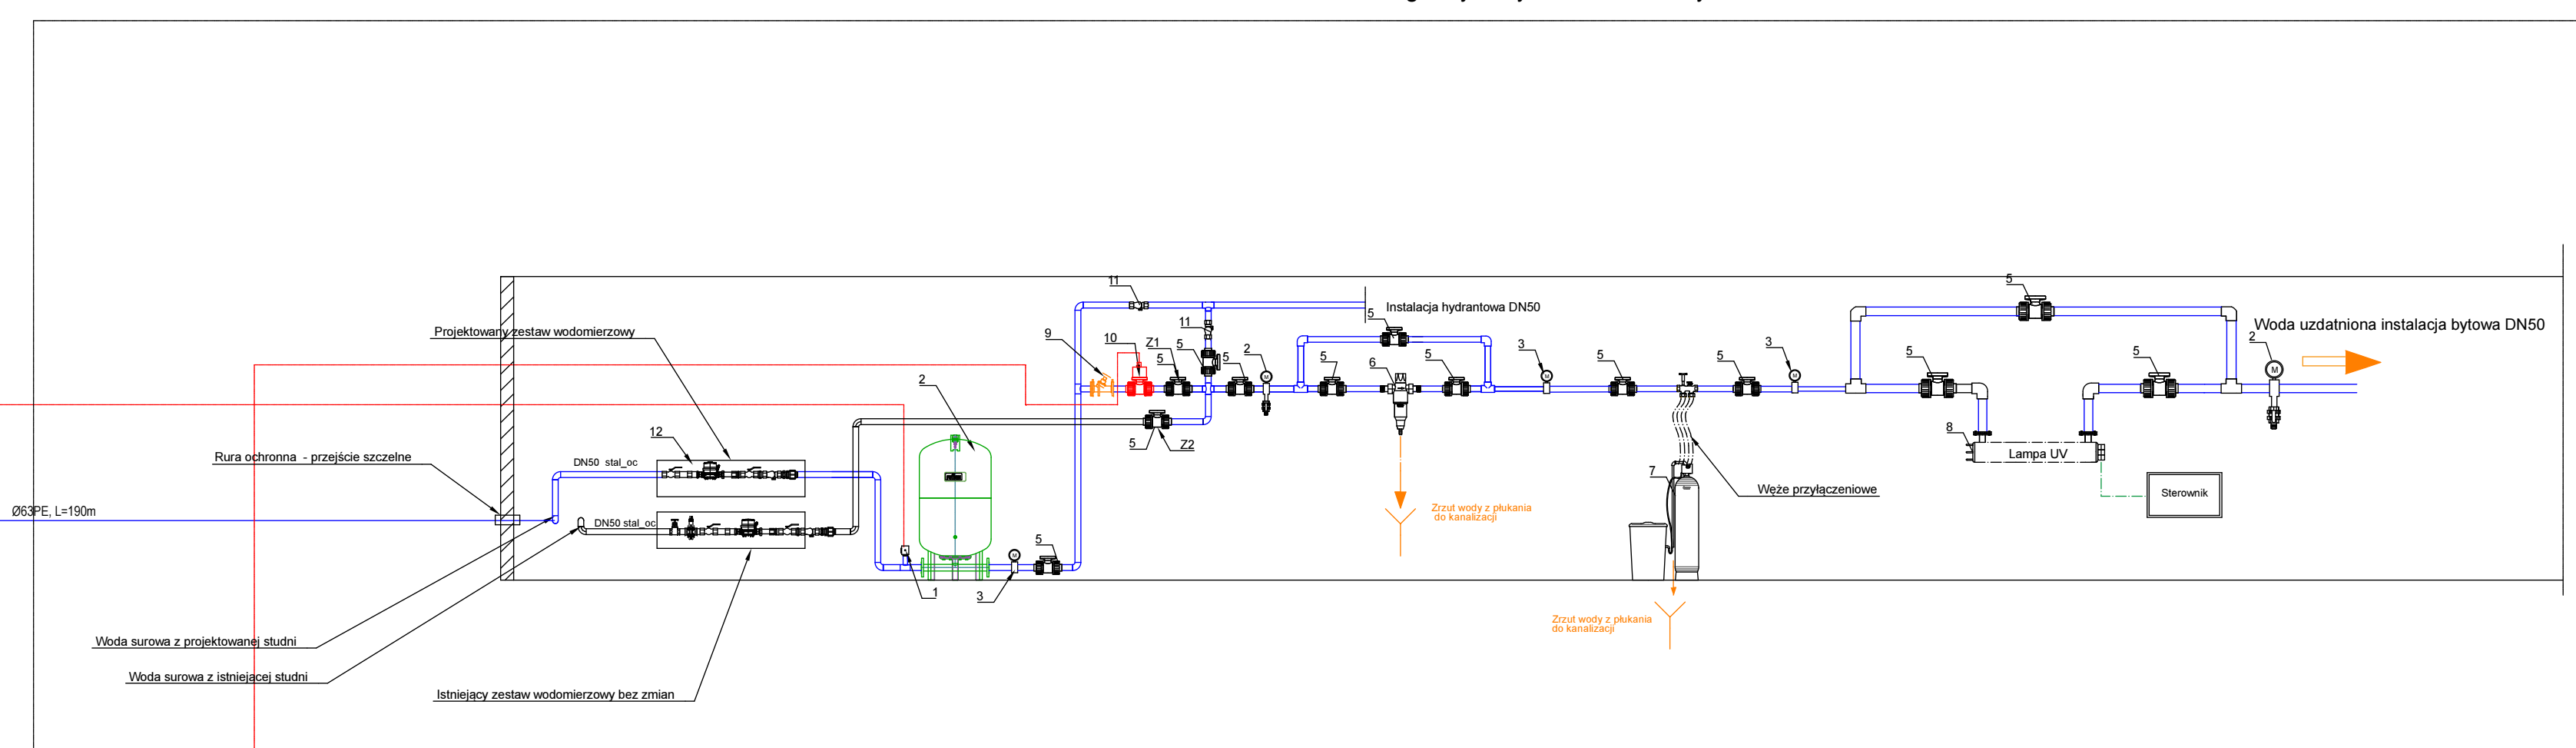 11
Instalacja hydrantowa DN50
5
5
Woda uzdatniona instalacja bytowa DN50
Projektowany zestaw wodomierzowy
9
10
Z1
5
11
5
5
2
M
5
6
5
3
M
5
5
3
M
5
5
2
M
2
5
Z2
12
Rura ochronna - przejście szczelne
DN50 stal_oc
8
Lampa UV
7
Węże przyłączeniowe
Sterownik
Ø63PE, L=190m
DN50 stal_oc
Zrzut wody z płukania
do kanalizacji
5
M
1
3
Zrzut wody z płukania
do kanalizacji
Woda surowa z projektowanej studni
Woda surowa z istniejącej studni
Istniejący zestaw wodomierzowy bez zmian